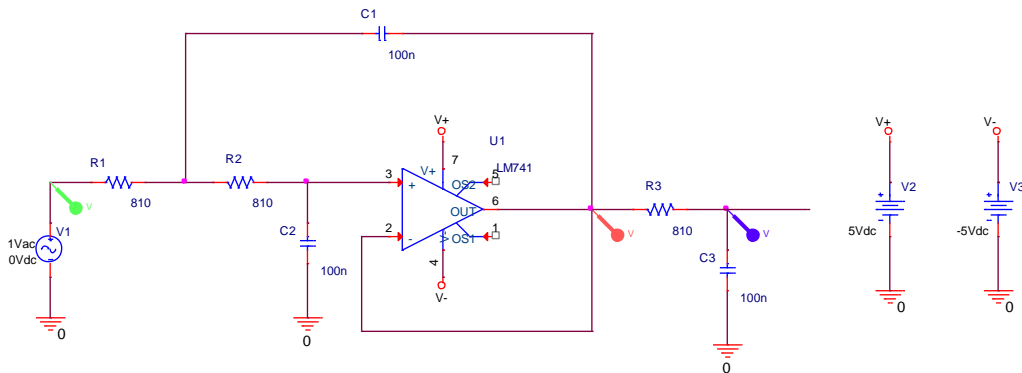 C1
100n
V+
U1
7
LM741
R1
R2
3
V+
5
OS2
+
810
810
OUT
6
R3
V
V1
C2
2
-
V-
OS1
1
V
810
V
1Vac
0Vdc
100n
4
V-
C3
100n
0
0
0
V+
V2
5Vdc
0
V-
V3
-5Vdc
0